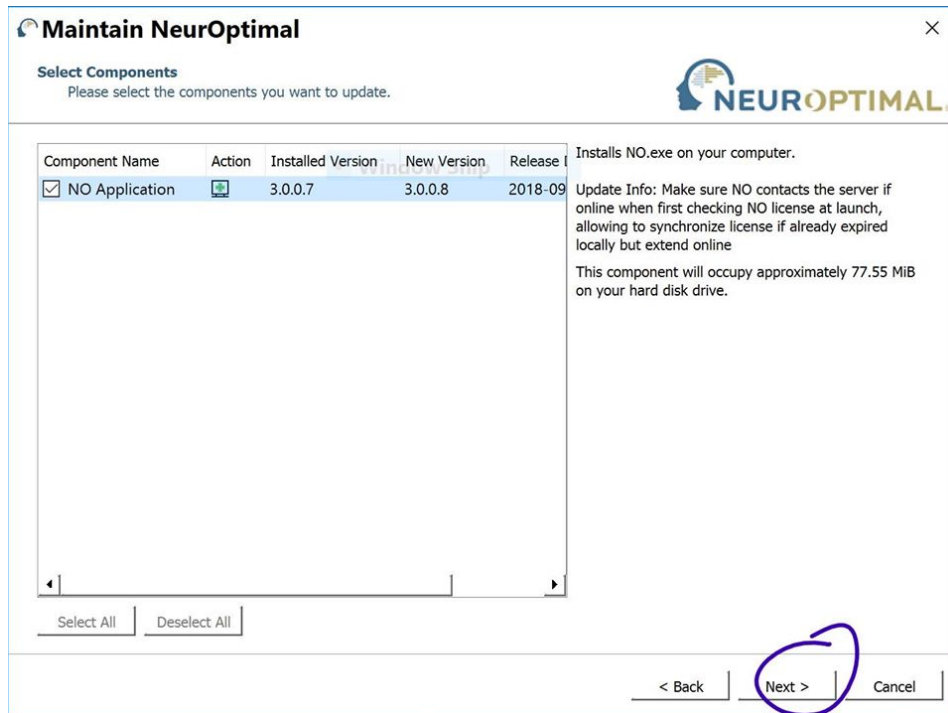 Maintain NeurOptimal
Select Components
Please select the components you want to update.
NEUROPTIMAL
Component Name Action Installed Version New Version Release
NO Application 3.0.0.7 3.0.0.8 2018-09
Window Snip
Select All Deselect All
Installs NO.exe on your computer.
Update Info: Make sure NO contacts the server if
online when first checking NO license at launch,
allowing to synchronize license if already expired
locally but extend online
This component will occupy approximately 77.55 MiB
on your hard disk drive.
< Back Next > Cancel